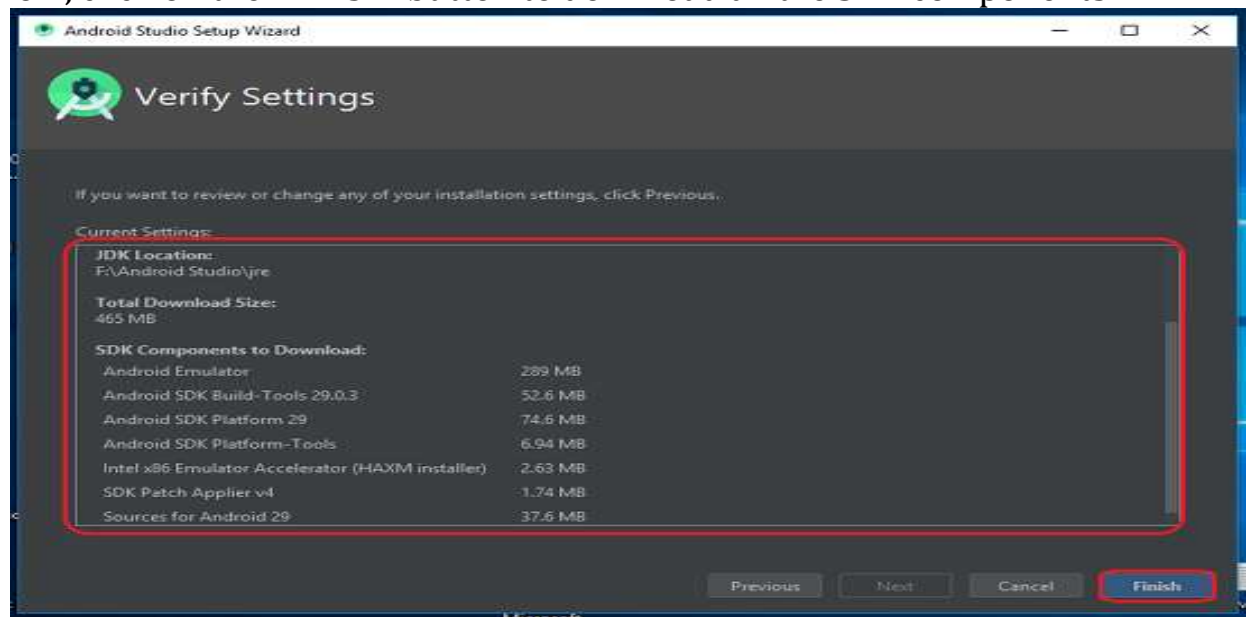 Android Studio Setup Wizard
Verify Settings
If you want to review or change any of your installation settings, click Previous.
Current Settings:
JDK Location:
F:\Android Studio\jre
Total Download Size:
465 MB
SDK Components to Download:
Android Emulator 289 MB
Android SDK Build-Tools 29.0.3 52.6 MB
Android SDK Platform 29 74.6 MB
Android SDK Platform-Tools 6.94 MB
Intel x86 Emulator Accelerator (HAXM installer) 2.63 MB
SDK Patch Applier v4 1.74 MB
Sources for Android 29 37.6 MB
Previous Next Cancel Finish